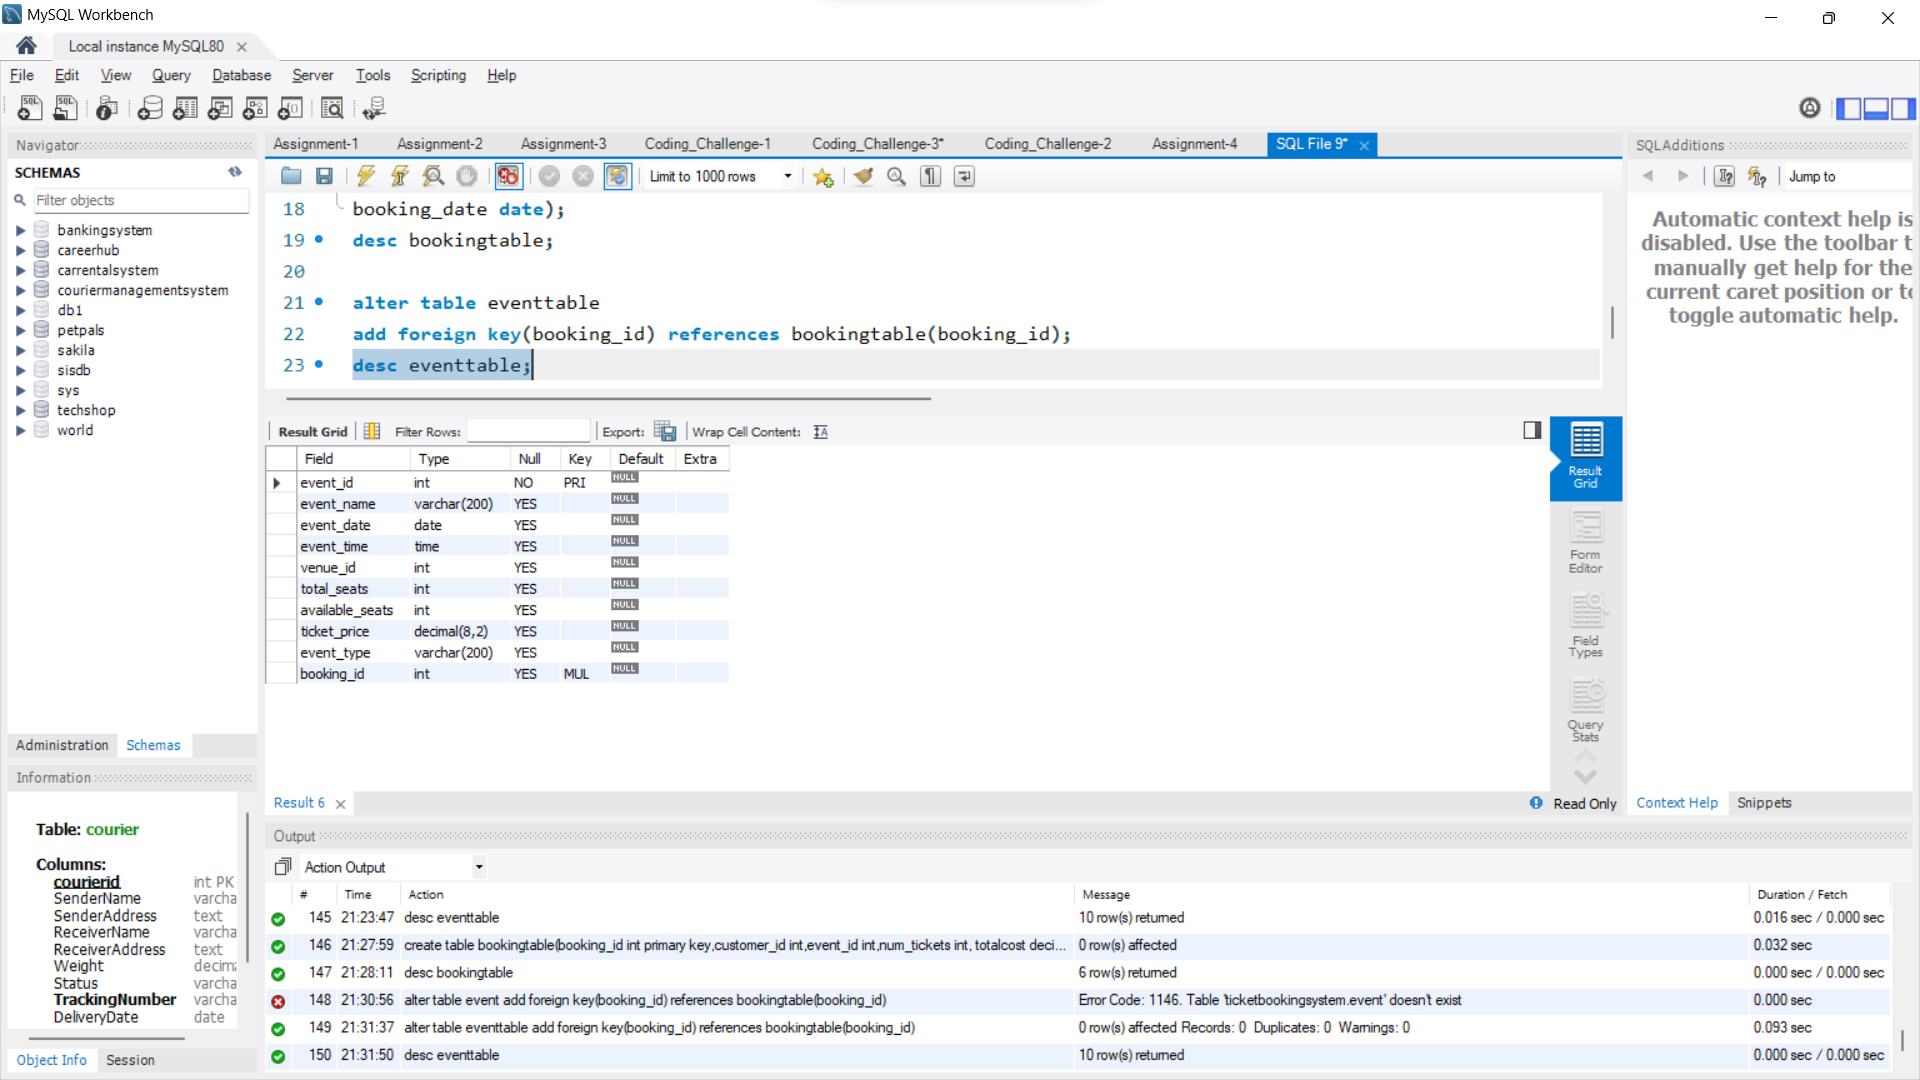 MySQL Workbench
Local instance MySQL80
File Edit View Query Database Server Tools Scripting Help
Navigator
SCHEMAS
Filter objects
bankingsystem
careerhub
carrentalsystem
couriermanagementsystem
db1
petpals
sakila
sisdb
sys
techshop
world
Administration Schemas
Information
Table: courier
Columns:
courierid int PK
SenderName varcha
SenderAddress text
ReceiverName varcha
ReceiverAddress text
Weight decima
Status varcha
TrackingNumber varcha
DeliveryDate date
Object Info Session
Assignment-1 Assignment-2 Assignment-3 Coding_Challenge-1 Coding_Challenge-3* Coding_Challenge-2 Assignment-4 SQL File 9*
Limit to 1000 rows
18 booking_date date);
19 desc bookingtable;
20
21 alter table eventtable
22 add foreign key(booking_id) references bookingtable(booking_id);
23 desc eventtable;
Result Grid Filter Rows: Export: Wrap Cell Content:
Field Type Null Key Default Extra
event_id int NO PRI NULL
event_name varchar(200) YES NULL
event_date date YES NULL
event_time time YES NULL
venue_id int YES NULL
total_seats int YES NULL
available_seats int YES NULL
ticket_price decimal(8,2) YES NULL
event_type varchar(200) YES NULL
booking_id int YES MUL NULL
Result
Grid
Form
Editor
Field
Types
Query
Stats
Result 6
Read Only
SQLAdditions
Jump to
Automatic context help is
disabled. Use the toolbar t
manually get help for the
current caret position or to
toggle automatic help.
Context Help Snippets
Output
Action Output
# Time Action Message Duration / Fetch
145 21:23:47 desc eventtable 10 row(s) returned 0.016 sec / 0.000 sec
146 21:27:59 create table bookingtable(booking_id int primary key,customer_id int,event_id int,num_tickets int, totalcost deci... 0 row(s) affected 0.032 sec
147 21:28:11 desc bookingtable 6 row(s) returned 0.000 sec / 0.000 sec
148 21:30:56 alter table event add foreign key(booking_id) references bookingtable(booking_id) Error Code: 1146. Table 'ticketbookingsystem.event' doesn't exist 0.000 sec
149 21:31:37 alter table eventtable add foreign key(booking_id) references bookingtable(booking_id) 0 row(s) affected Records: 0 Duplicates: 0 Warnings: 0 0.093 sec
150 21:31:50 desc eventtable 10 row(s) returned 0.000 sec / 0.000 sec